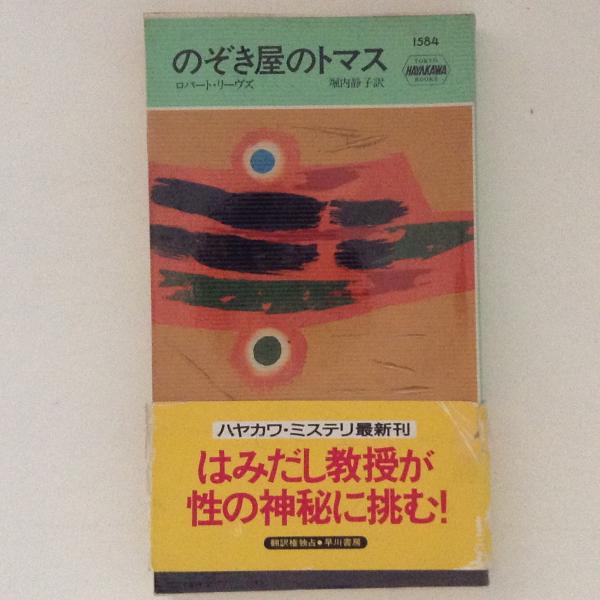 1584
のぞき屋のトマス
TOKYO
HAYAKAWA
BOOKS
ロバート・リーヴズ 堀内静子訳
ハヤカワ・ミステリ最新刊
はみだし教授が
性の神秘に挑む!
翻訳権独占●早川書房